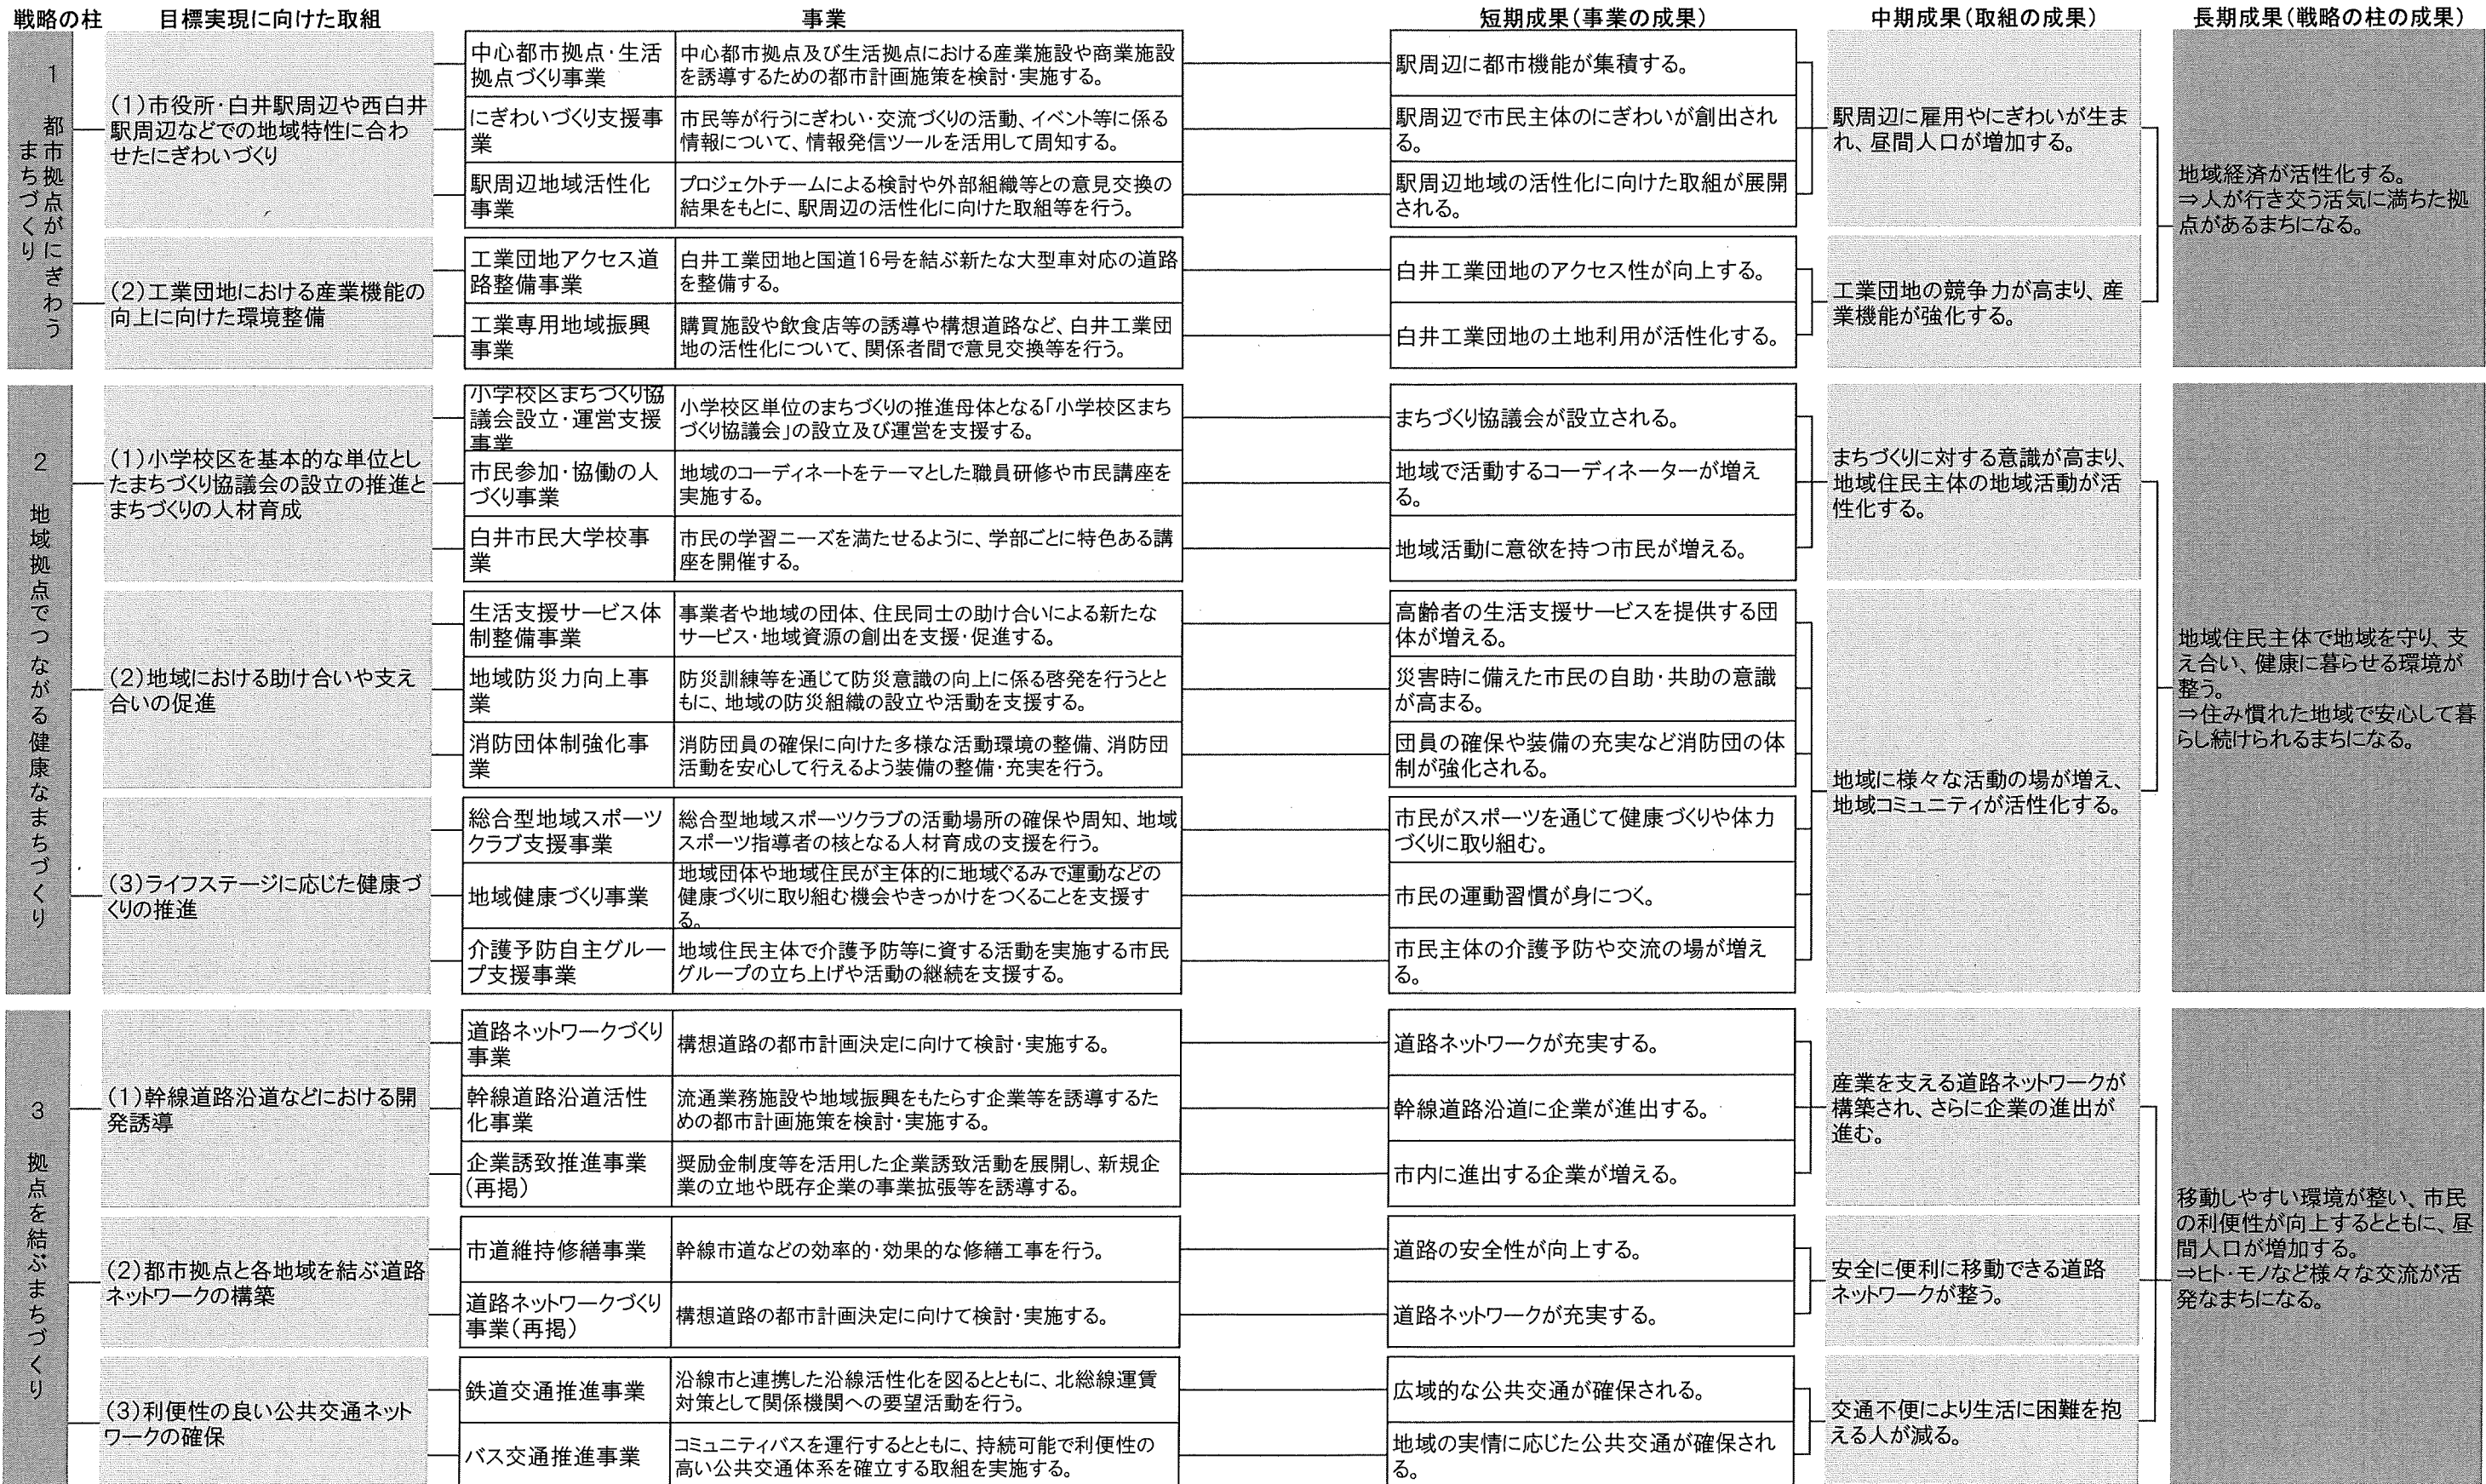 戦略の柱 目標実現に向けた取組 事業 短期成果(事業の成果) 中期成果(取組の成果) 長期成果(戦略の柱の成果)
1 都市拠点がにぎわう
まちづくり
(1)市役所・白井駅周辺や西白井
駅周辺などでの地域特性に合わ
せたにぎわいづくり
中心都市拠点・生活
拠点づくり事業
中心都市拠点及び生活拠点における産業施設や商業施設
を誘導するための都市計画施策を検討・実施する。
駅周辺に都市機能が集積する。
にぎわいづくり支援事
業
市民等が行うにぎわい・交流づくりの活動、イベント等に係る
情報について、情報発信ツールを活用して周知する。
駅周辺で市民主体のにぎわいが創出され
る。
駅周辺地域活性化
事業
プロジェクトチームによる検討や外部組織等との意見交換の
結果をもとに、駅周辺の活性化に向けた取組等を行う。
駅周辺地域の活性化に向けた取組が展開
される。
駅周辺に雇用やにぎわいが生ま
れ、昼間人口が増加する。
(2)工業団地における産業機能の
向上に向けた環境整備
工業団地アクセス道
路整備事業
白井工業団地と国道16号を結ぶ新たな大型車対応の道路
を整備する。
白井工業団地のアクセス性が向上する。
工業専用地域振興
事業
購買施設や飲食店等の誘導や構想道路など、白井工業団
地の活性化について、関係者間で意見交換等を行う。
白井工業団地の土地利用が活性化する。
工業団地の競争力が高まり、産
業機能が強化する。
地域経済が活性化する。
⇒人が行き交う活気に満ちた拠
点があるまちになる。
2 地域拠点でつながる健康なまちづくり
(1)小学校区を基本的な単位とし
たまちづくり協議会の設立の推進と
まちづくりの人材育成
小学校区まちづくり協
議会設立・運営支援
事業
小学校区単位のまちづくりの推進母体となる「小学校区まち
づくり協議会」の設立及び運営を支援する。
まちづくり協議会が設立される。
市民参加・協働の人
づくり事業
地域のコーディネートをテーマとした職員研修や市民講座を
実施する。
地域で活動するコーディネーターが増え
る。
白井市民大学校事
業
市民の学習ニーズを満たせるように、学部ごとに特色ある講
座を開催する。
地域活動に意欲を持つ市民が増える。
まちづくりに対する意識が高まり、
地域住民主体の地域活動が活
性化する。
(2)地域における助け合いや支え
合いの促進
生活支援サービス体
制整備事業
事業者や地域の団体、住民同士の助け合いによる新たな
サービス・地域資源の創出を支援・促進する。
高齢者の生活支援サービスを提供する団
体が増える。
地域防災力向上事
業
防災訓練等を通じて防災意識の向上に係る啓発を行うとと
もに、地域の防災組織の設立や活動を支援する。
災害時に備えた市民の自助・共助の意識
が高まる。
消防団体制強化事
業
消防団員の確保に向けた多様な活動環境の整備、消防団
活動を安心して行えるよう装備の整備・充実を行う。
団員の確保や装備の充実など消防団の体
制が強化される。
(3)ライフステージに応じた健康づ
くりの推進
総合型地域スポーツ
クラブ支援事業
総合型地域スポーツクラブの活動場所の確保や周知、地域
スポーツ指導者の核となる人材育成の支援を行う。
市民がスポーツを通じて健康づくりや体力
づくりに取り組む。
地域健康づくり事業
地域団体や地域住民が主体的に地域ぐるみで運動などの
健康づくりに取り組む機会やきっかけをつくることを支援す
る。
市民の運動習慣が身につく。
介護予防自主グルー
プ支援事業
地域住民主体で介護予防等に資する活動を実施する市民
グループの立ち上げや活動の継続を支援する。
市民主体の介護予防や交流の場が増え
る。
地域に様々な活動の場が増え、
地域コミュニティが活性化する。
地域住民主体で地域を守り、支
え合い、健康に暮らせる環境が
整う。
⇒住み慣れた地域で安心して暮
らし続けられるまちになる。
3 拠点を結ぶまちづくり
(1)幹線道路沿道などにおける開
発誘導
道路ネットワークづくり
事業
構想道路の都市計画決定に向けて検討・実施する。
道路ネットワークが充実する。
幹線道路沿道活性
化事業
流通業務施設や地域振興をもたらす企業等を誘導するた
めの都市計画施策を検討・実施する。
幹線道路沿道に企業が進出する。
企業誘致推進事業
(再掲)
奨励金制度等を活用した企業誘致活動を展開し、新規企
業の立地や既存企業の事業拡張等を誘導する。
市内に進出する企業が増える。
産業を支える道路ネットワークが
構築され、さらに企業の進出が
進む。
(2)都市拠点と各地域を結ぶ道路
ネットワークの構築
市道維持修繕事業
幹線市道などの効率的・効果的な修繕工事を行う。
道路の安全性が向上する。
道路ネットワークづくり
事業(再掲)
構想道路の都市計画決定に向けて検討・実施する。
道路ネットワークが充実する。
安全に便利に移動できる道路
ネットワークが整う。
(3)利便性の良い公共交通ネット
ワークの確保
鉄道交通推進事業
沿線市と連携した沿線活性化を図るとともに、北総線運賃
対策として関係機関への要望活動を行う。
広域的な公共交通が確保される。
バス交通推進事業
コミュニティバスを運行するとともに、持続可能で利便性の
高い公共交通体系を確立する取組を実施する。
地域の実情に応じた公共交通が確保され
る。
交通不便により生活に困難を抱
える人が減る。
移動しやすい環境が整い、市民
の利便性が向上するとともに、昼
間人口が増加する。
⇒ヒト・モノなど様々な交流が活
発なまちになる。